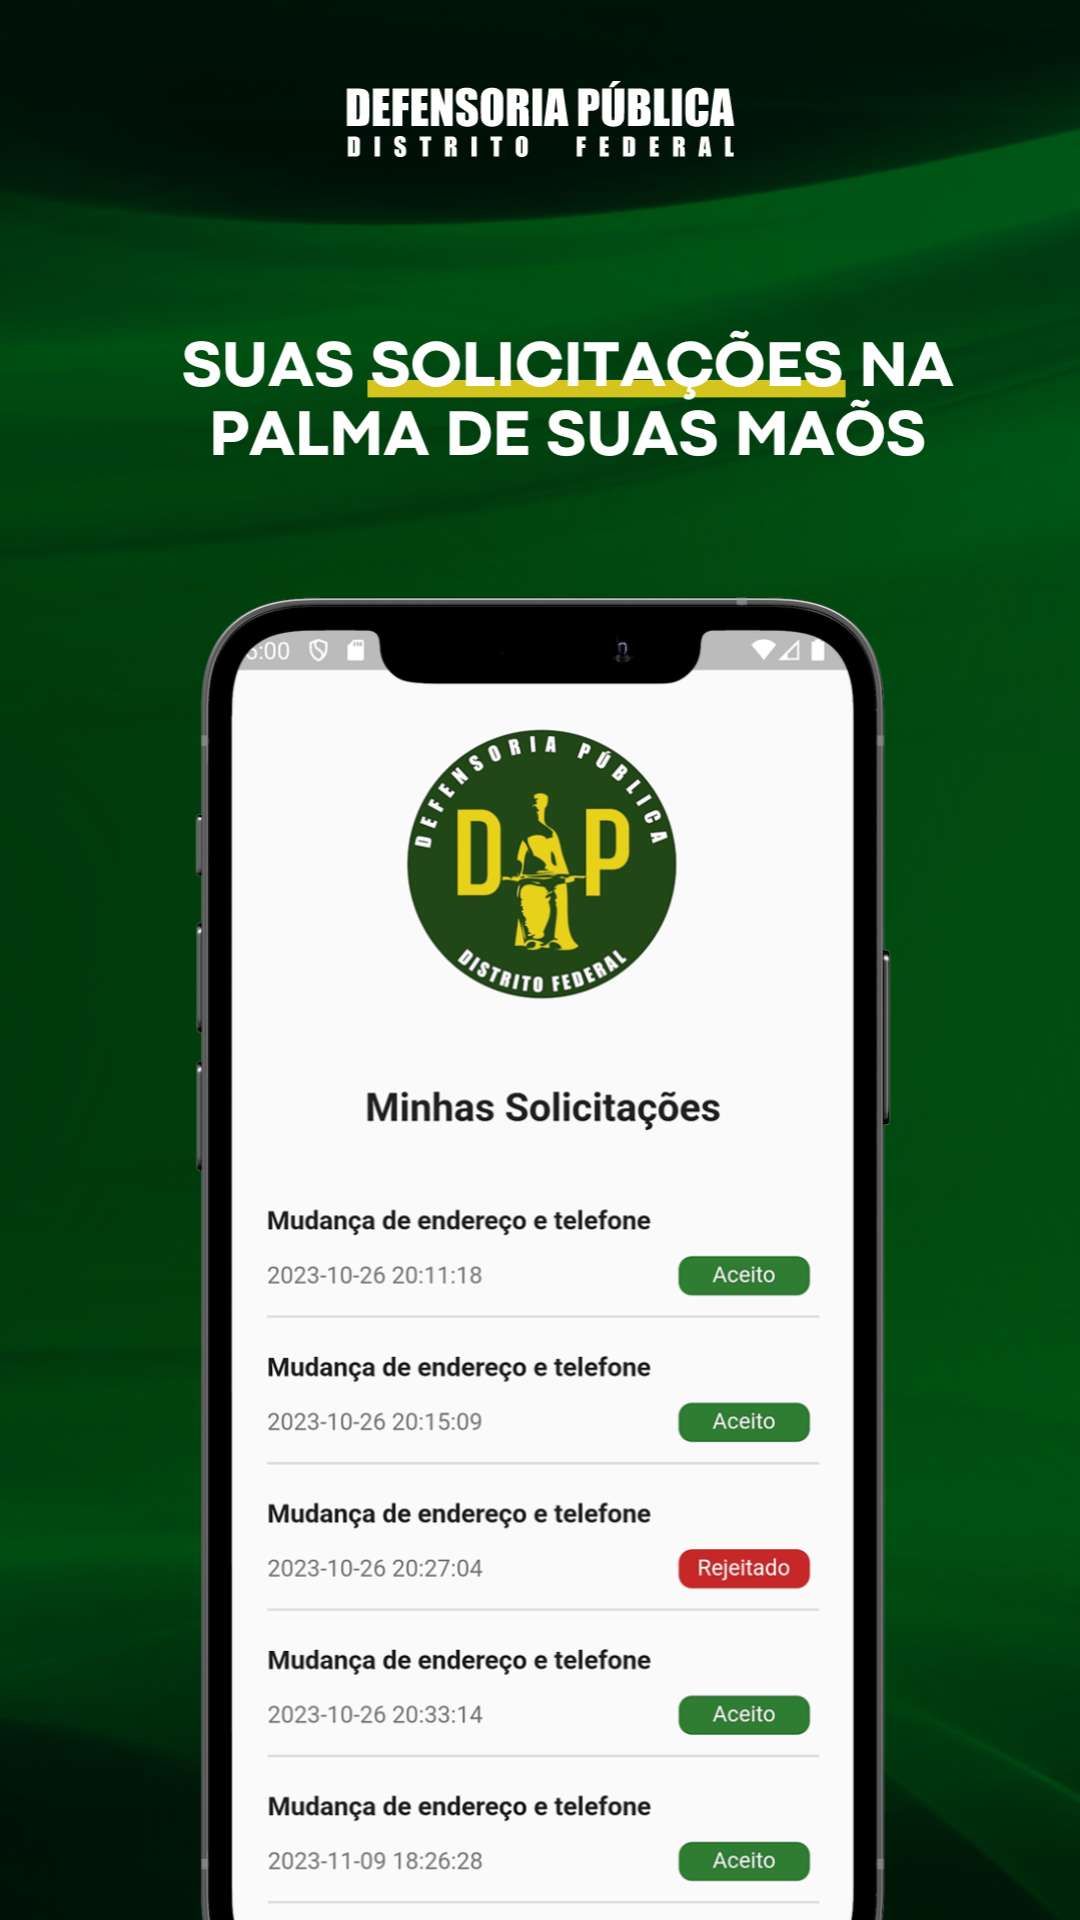 DEFENSORIA PÚBLICA
DISTRITO FEDERAL
SUAS SOLICITAÇÕES NA
PALMA DE SUAS MAÕS
:00
DEFENSORIA PÚBLICA
DP
DISTRITO FEDERAL
Minhas Solicitações
Mudança de endereço e telefone
2023-10-26 20:11:18
Aceito
Mudança de endereço e telefone
2023-10-26 20:15:09
Aceito
Mudança de endereço e telefone
2023-10-26 20:27:04
Rejeitado
Mudança de endereço e telefone
2023-10-26 20:33:14
Aceito
Mudança de endereço e telefone
2023-11-09 18:26:28
Aceito